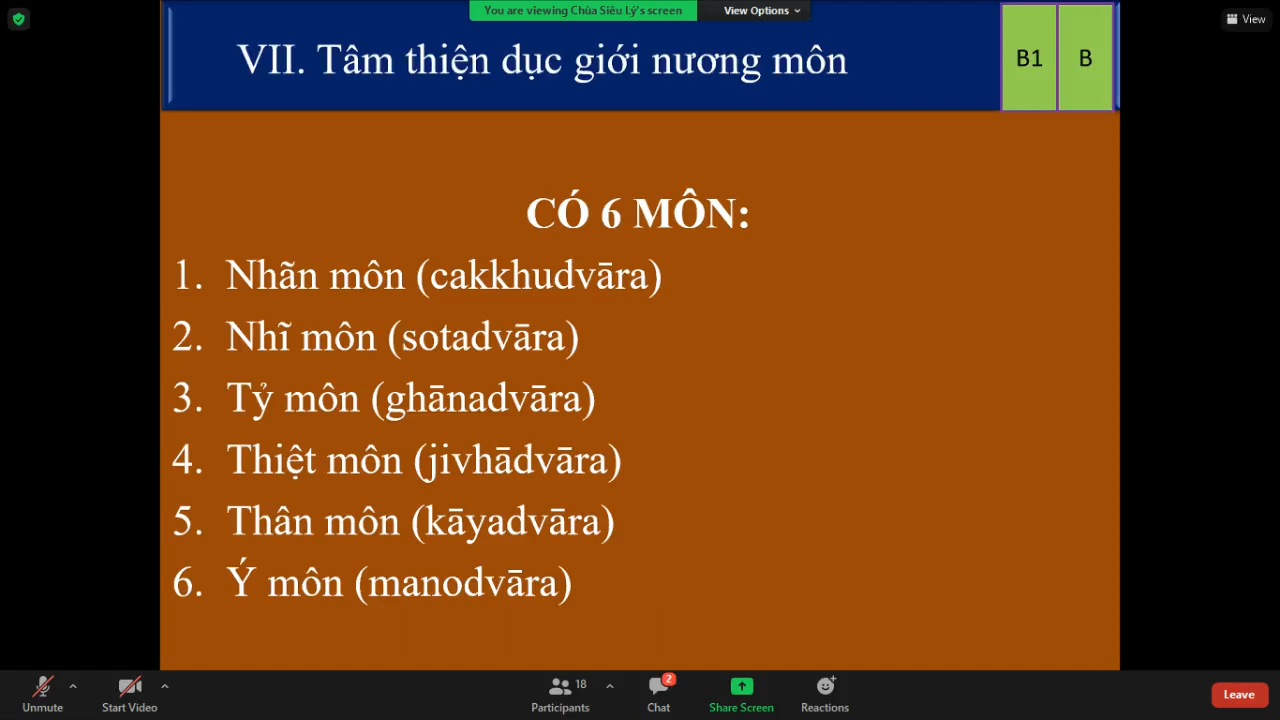 You are viewing Chùa Siêu Lý's screen
View Options
View
VII. Tâm thiện dục giới nương môn
B1
B
CÓ 6 MÔN:
1. Nhãn môn (cakkhudvāra)
2. Nhĩ môn (sotadvāra)
3. Tỷ môn (ghānadvāra)
4. Thiệt môn (jivhādvāra)
5. Thân môn (kāyadvāra)
6. Ý môn (manodvāra)
Unmute
Start Video
18
Participants
2
Chat
Share Screen
Reactions
Leave